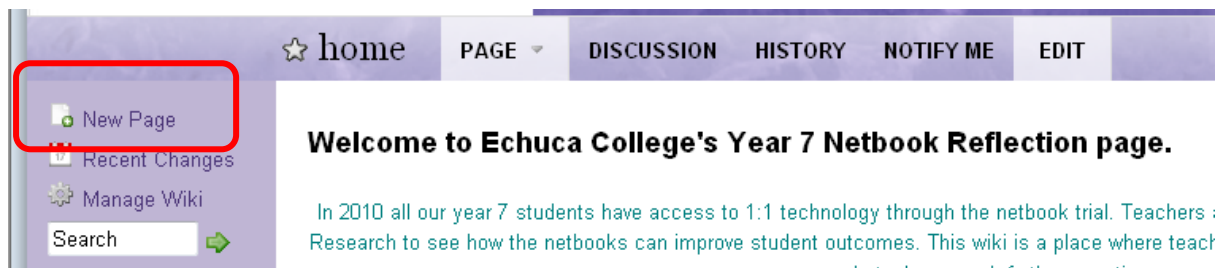 home PAGE DISCUSSION HISTORY NOTIFY ME EDIT
New Page
17 Recent Changes
Manage Wiki
Search
Welcome to Echuca College's Year 7 Netbook Reflection page.
In 2010 all our year 7 students have access to 1:1 technology through the netbook trial. Teachers
Research to see how the netbooks can improve student outcomes. This wiki is a place where